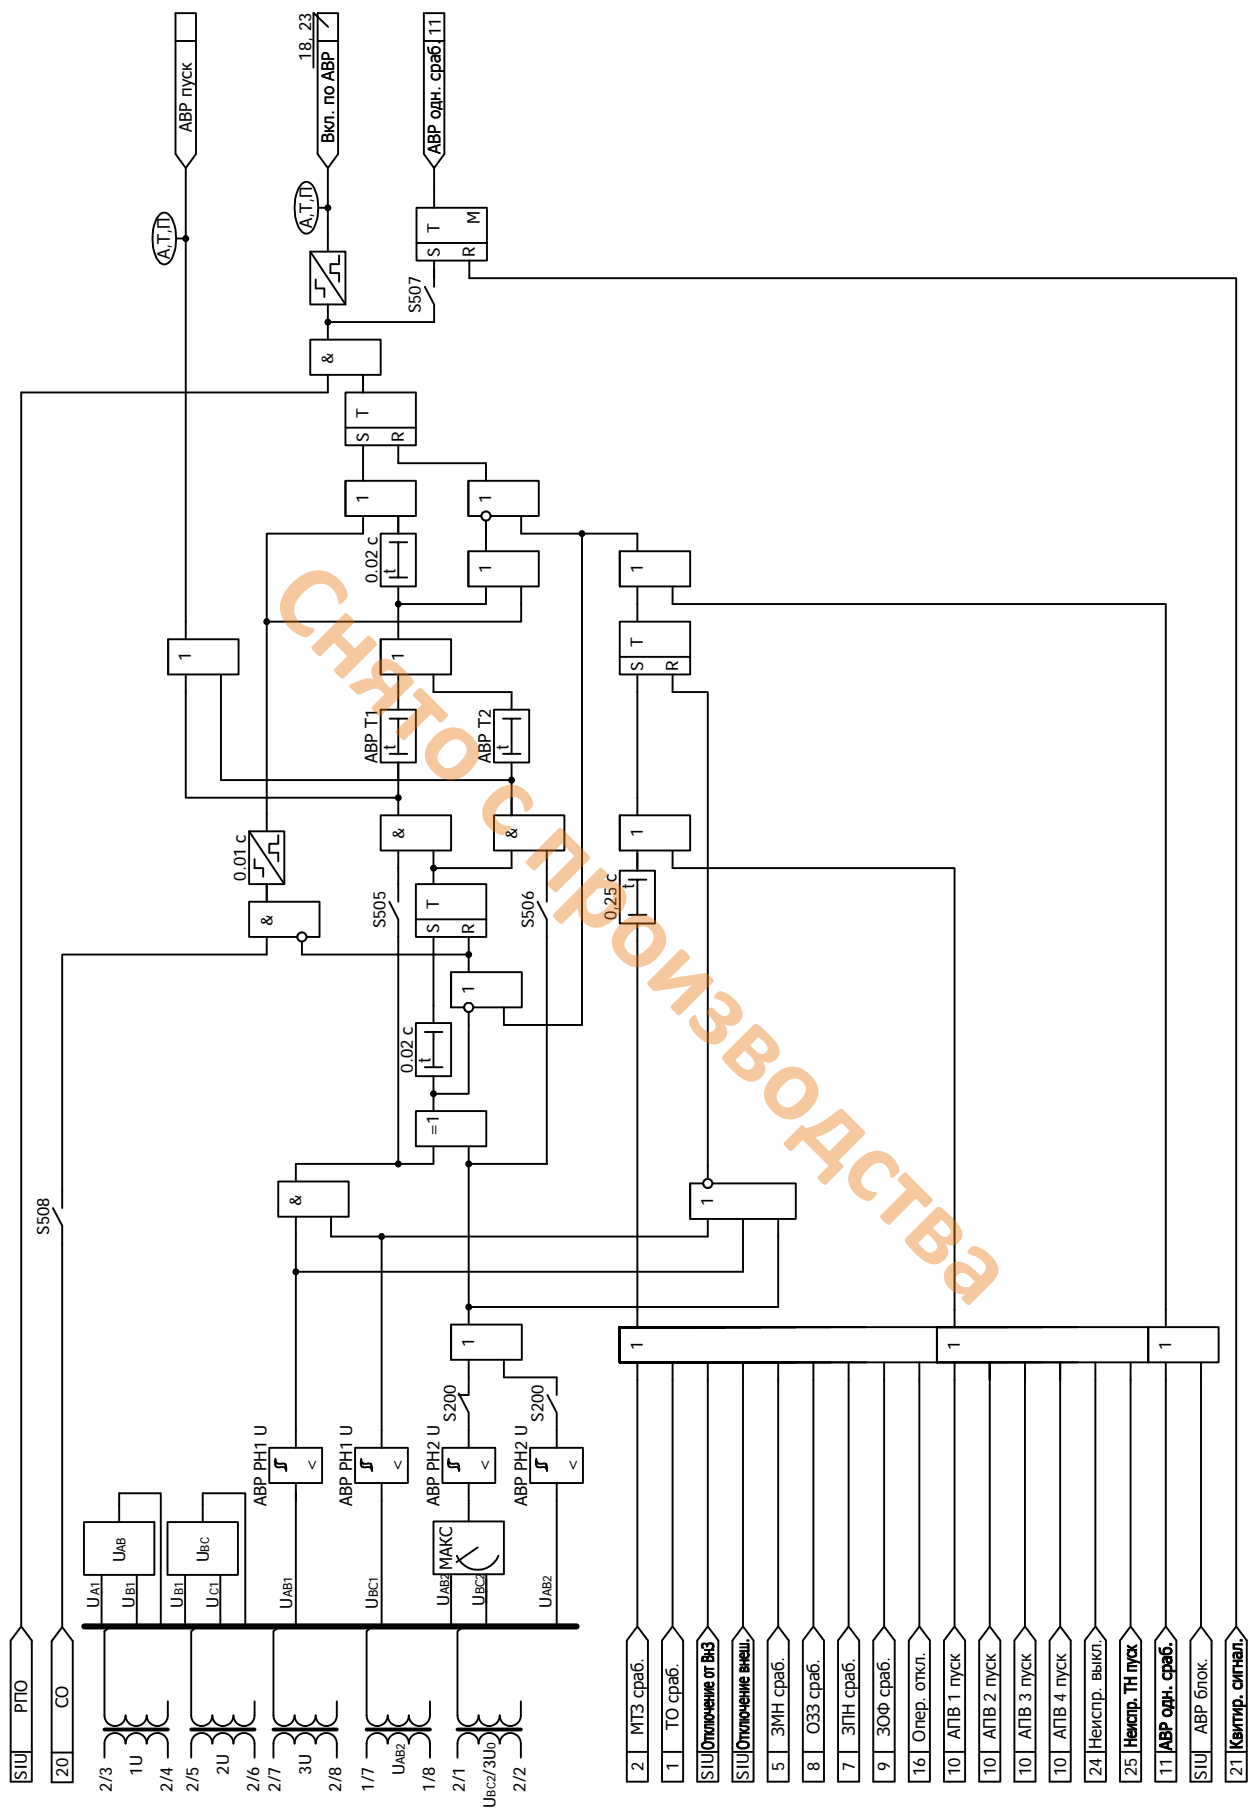 SIU РПО
20 СО
2/3 1U 2/4
2/5 2U 2/6
2/7 3U 2/8
1/7 UAB2 1/8
2/1 UBC2/3U0 2/2
UA1
UB1
UAB
UB1
UC1
UBC
UAB1
UBC1
UAB2
UBC2
МАКС
UAB2
АВР РН1 U <
АВР РН1 U <
АВР РН2 U <
АВР РН2 U <
S200
S200
1
S508
&
=1
0.02 с
t
1
S T
R
S505
S506
&
0.01 с
&
&
АВР Т1
t
АВР Т2
t
1
1
0.02 с
t
1
1
1
S T
R
&
S507
S T
R M
А,Т,П
АВР пуск
А,Т,П
Вкл. по АВР
18, 23
АВР одн. сраб. 11
0,25 с
t
1
S T
R
1
1
1
1
1
2 МТЗ сраб.
1 ТО сраб.
SIU Отключение от ВнЗ
SIU Отключение внеш.
5 ЗМН сраб.
8 ОЗЗ сраб.
7 ЗПН сраб.
9 ЗОФ сраб.
16 Опер. откл.
10 АПВ 1 пуск
10 АПВ 2 пуск
10 АПВ 3 пуск
10 АПВ 4 пуск
24 Неиспр. выкл.
25 Неиспр. ТН пуск
11 АВР одн. сраб.
SIU АВР блок.
21 Квитир. сигнал.
Снято с производства